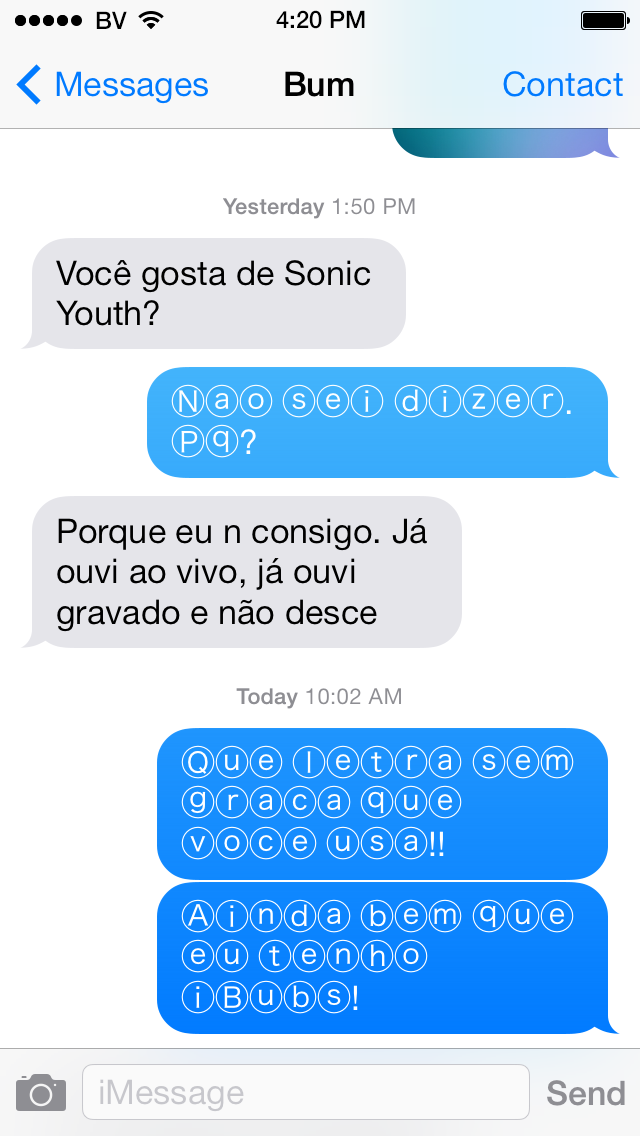 BV 4:20 PM
Messages Bum Contact
Yesterday 1:50 PM
Você gosta de Sonic
Youth?
Ⓝⓐⓞ ⓢⓔⓘ ⓓⓘⓩⓔⓡ.
Ⓟⓠ?
Porque eu n consigo. Já
ouvi ao vivo, já ouvi
gravado e não desce
Today 10:02 AM
Ⓠⓤⓔ ⓛⓔⓣⓡⓐ ⓢⓔⓜ
ⓖⓡⓐⓒⓐ ⓠⓤⓔ
ⓥⓞⓒⓔ ⓤⓢⓐ!!
Ⓐⓘⓝⓓⓐ ⓑⓔⓜ ⓠⓤⓔ
ⓔⓤ ⓣⓔⓝⓗⓞ
ⓘⒷⓤⓑⓢ!
iMessage Send